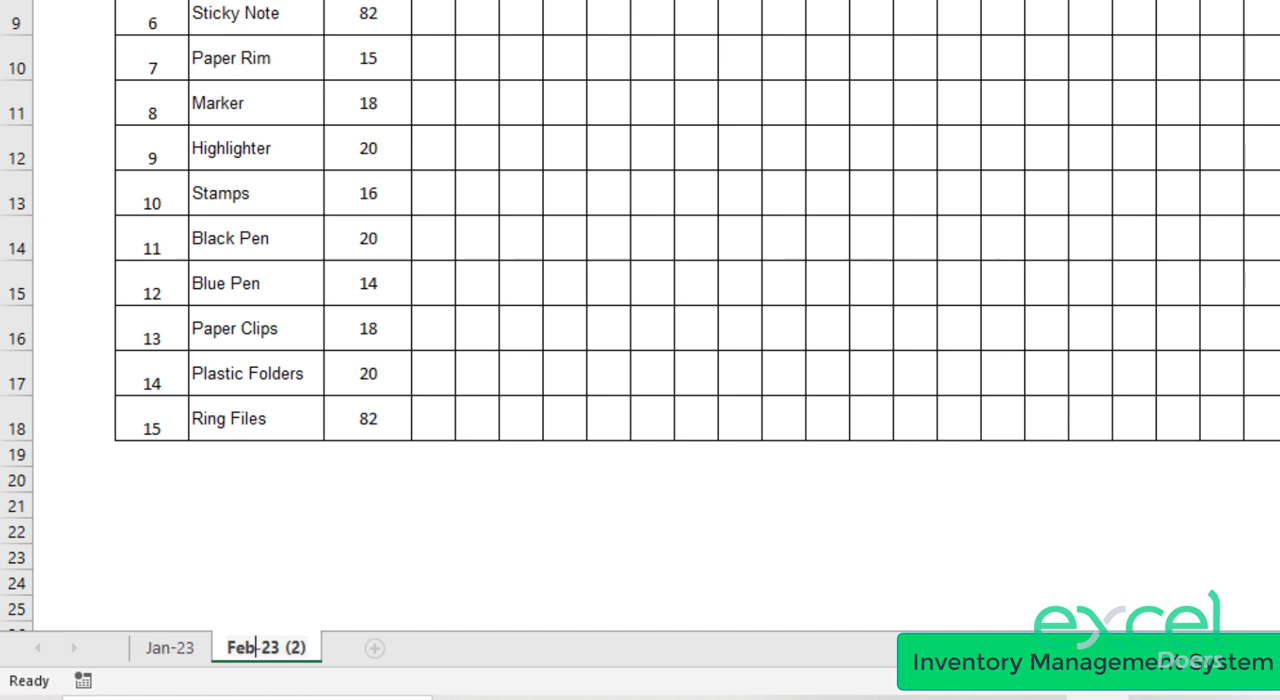 9 6 Sticky Note 82
10 7 Paper Rim 15
11 8 Marker 18
12 9 Highlighter 20
13 10 Stamps 16
14 11 Black Pen 20
15 12 Blue Pen 14
16 13 Paper Clips 18
17 14 Plastic Folders 20
18 15 Ring Files 82
19
20
21
22
23
24
25
excel
Doers
Jan-23 Feb-23 (2)
Inventory Management System
Ready